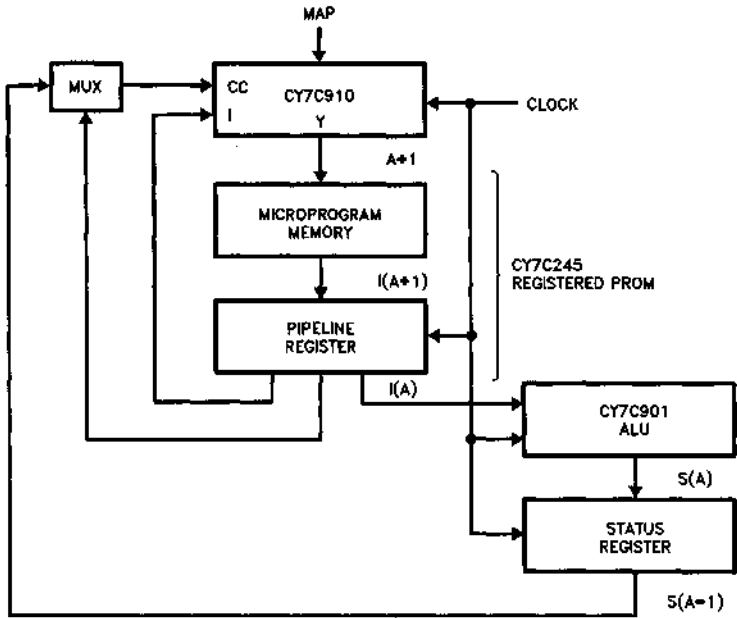 MAP
MUX
CC
CY7C910
I
Y
CLOCK
A+1
MICROPROGRAM
MEMORY
CY7C245
REGISTERED PROM
I(A+1)
PIPELINE
REGISTER
I(A)
CY7C901
ALU
S(A)
STATUS
REGISTER
S(A-1)